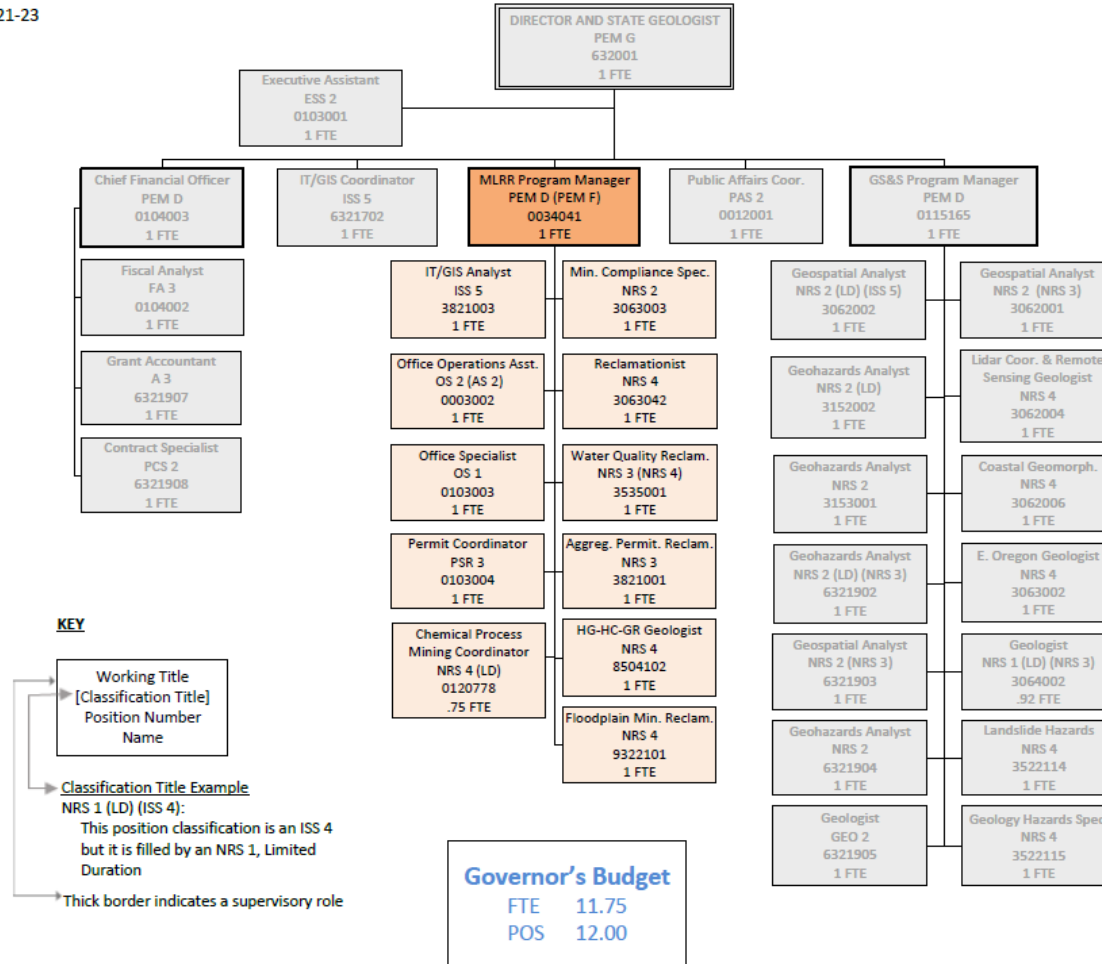 21-23
DIRECTOR AND STATE GEOLOGIST
PEM G
632001
1 FTE
Executive Assistant
ESS 2
0103001
1 FTE
Chief Financial Officer
PEM D
0104003
1 FTE
IT/GIS Coordinator
ISS 5
6321702
1 FTE
MLRR Program Manager
PEM D (PEM F)
0034041
1 FTE
Public Affairs Coor.
PAS 2
0012001
1 FTE
GS&S Program Manager
PEM D
0115165
1 FTE
Fiscal Analyst
FA 3
0104002
1 FTE
Grant Accountant
A 3
6321907
1 FTE
Contract Specialist
PCS 2
6321908
1 FTE
IT/GIS Analyst
ISS 5
3821003
1 FTE
Office Operations Asst.
OS 2 (AS 2)
0003002
1 FTE
Office Specialist
OS 1
0103003
1 FTE
Permit Coordinator
PSR 3
0103004
1 FTE
Chemical Process
Mining Coordinator
NRS 4 (LD)
0120778
.75 FTE
Min. Compliance Spec.
NRS 2
3063003
1 FTE
Reclamationist
NRS 4
3063042
1 FTE
Water Quality Reclam.
NRS 3 (NRS 4)
3535001
1 FTE
Aggreg. Permit. Reclam.
NRS 3
3821001
1 FTE
HG-HC-GR Geologist
NRS 4
8504102
1 FTE
Floodplain Min. Reclam.
NRS 4
9322101
1 FTE
Geospatial Analyst
NRS 2 (LD) (ISS 5)
3062002
1 FTE
Geohazards Analyst
NRS 2 (LD)
3152002
1 FTE
Geohazards Analyst
NRS 2
3153001
1 FTE
Geohazards Analyst
NRS 2 (LD) (NRS 3)
6321902
1 FTE
Geospatial Analyst
NRS 2 (NRS 3)
6321903
1 FTE
Geohazards Analyst
NRS 2
6321904
1 FTE
Geologist
GEO 2
6321905
1 FTE
Geospatial Analyst
NRS 2 (NRS 3)
3062001
1 FTE
Lidar Coor. & Remote
Sensing Geologist
NRS 4
3062004
1 FTE
Coastal Geomorph.
NRS 4
3062006
1 FTE
E. Oregon Geologist
NRS 4
3063002
1 FTE
Geologist
NRS 1 (LD) (NRS 3)
3064002
.92 FTE
Landslide Hazards
NRS 4
3522114
1 FTE
Geology Hazards Spec
NRS 4
3522115
1 FTE
KEY
Working Title
[Classification Title]
Position Number
Name
Classification Title Example
NRS 1 (LD) (ISS 4):
This position classification is an ISS 4
but it is filled by an NRS 1, Limited
Duration
Thick border indicates a supervisory role
Governor's Budget
FTE 11.75
POS 12.00